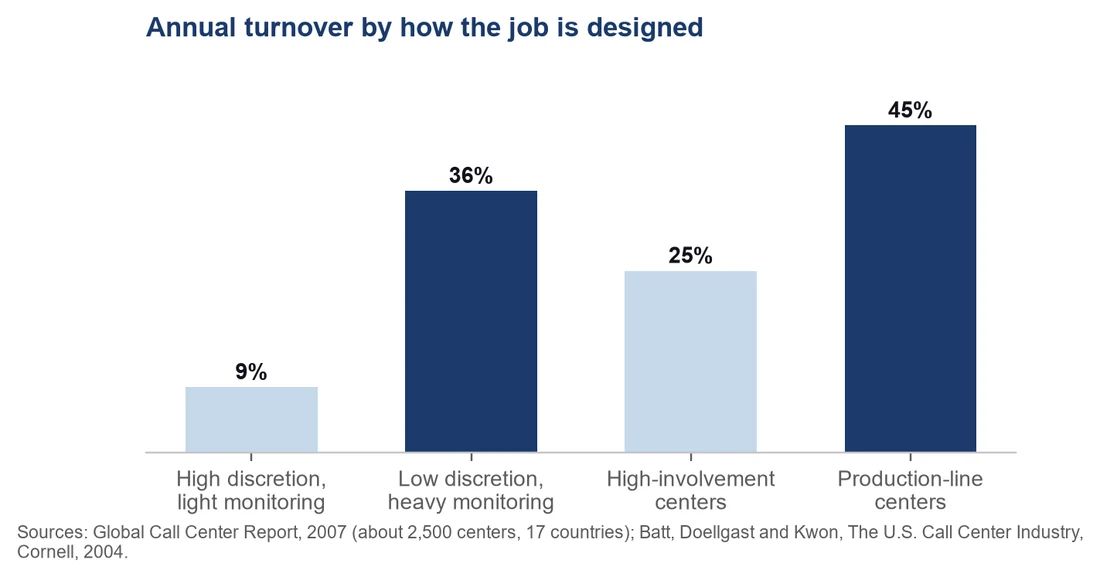 Annual turnover by how the job is designed
9%
36%
25%
45%
High discretion,
light monitoring
Low discretion,
heavy monitoring
High-involvement
centers
Production-line
centers
Sources: Global Call Center Report, 2007 (about 2,500 centers, 17 countries); Batt, Doellgast and Kwon, The U.S. Call Center Industry,
Cornell, 2004.